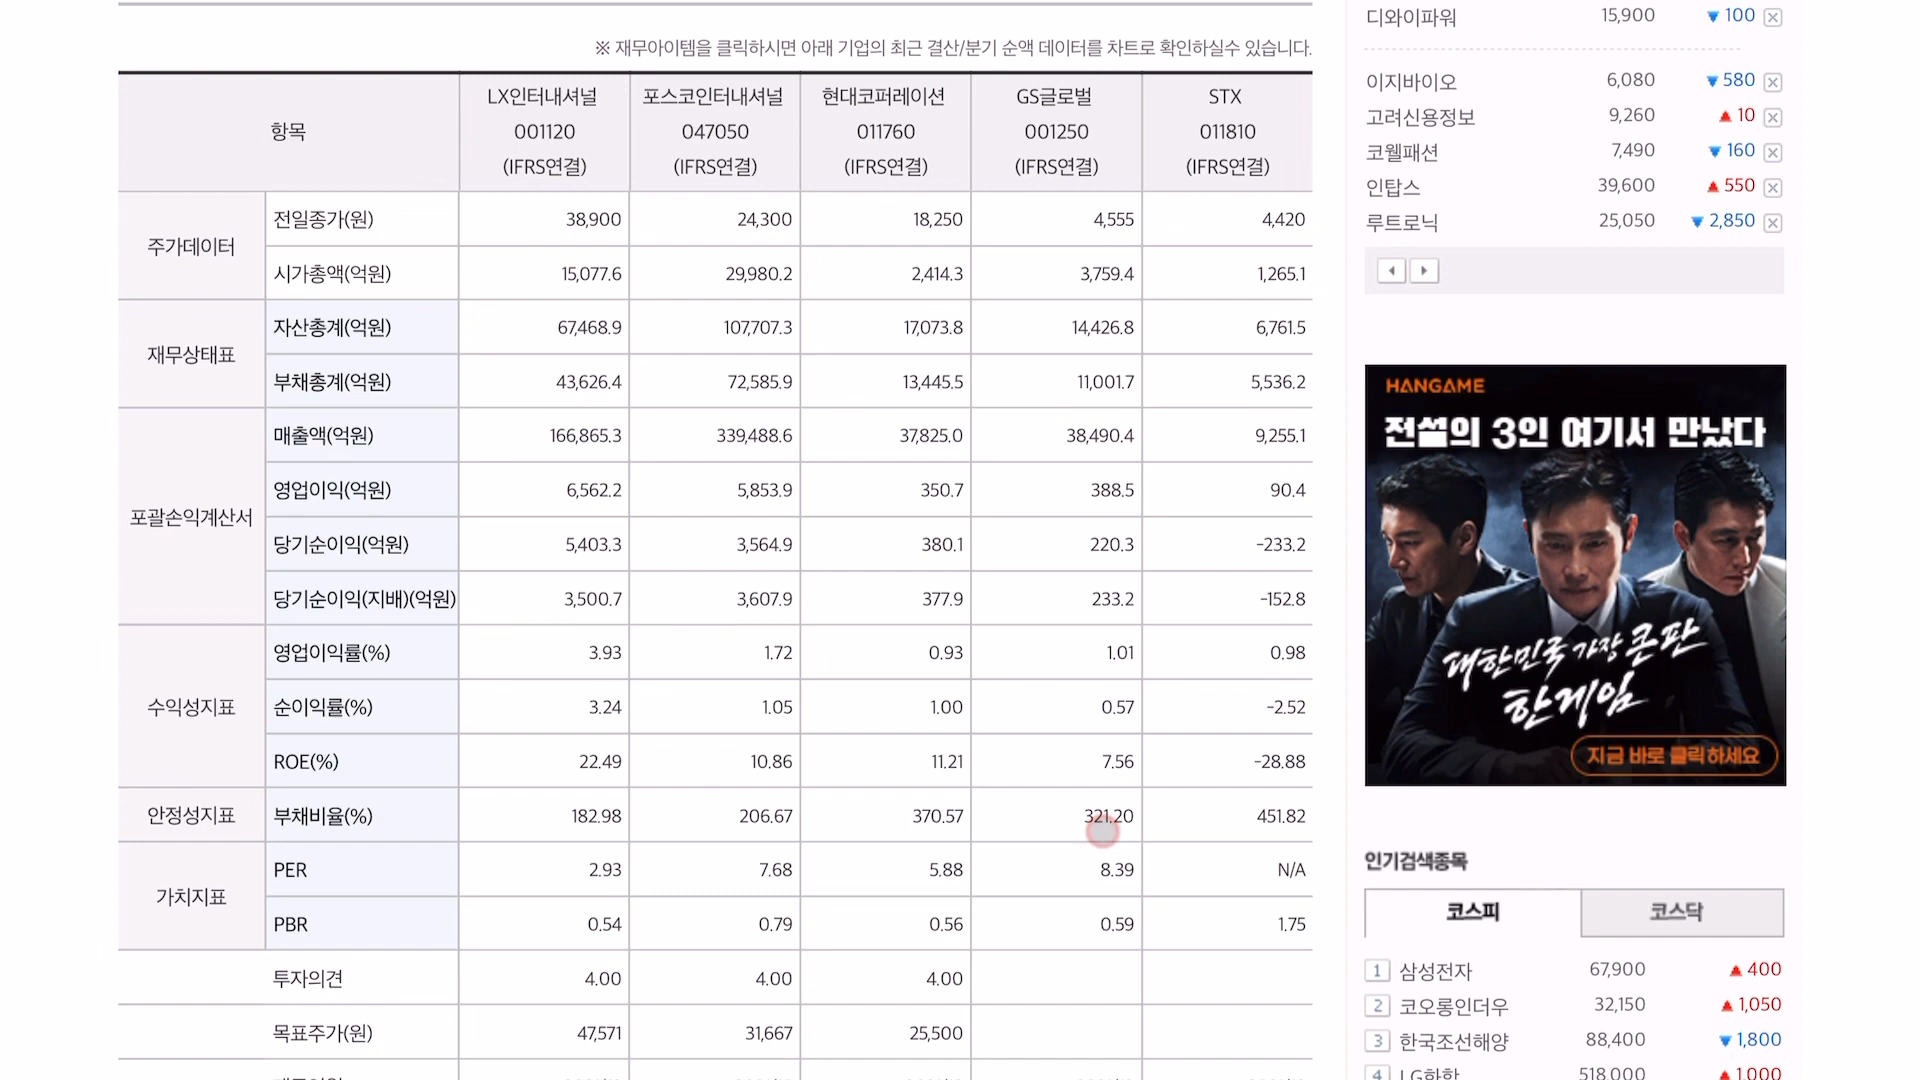 ※ 재무아이템을 클릭하시면 아래 기업의 최근 결산/분기 순액 데이터를 차트로 확인하실수 있습니다.
항목 LX인터내셔널 포스코인터내셔널 현대코퍼레이션 GS글로벌 STX
001120 047050 011760 001250 011810
(IFRS연결) (IFRS연결) (IFRS연결) (IFRS연결) (IFRS연결)
주가데이터
전일종가(원) 38,900 24,300 18,250 4,555 4,420
시가총액(억원) 15,077.6 29,980.2 2,414.3 3,759.4 1,265.1
재무상태표
자산총계(억원) 67,468.9 107,707.3 17,073.8 14,426.8 6,761.5
부채총계(억원) 43,626.4 72,585.9 13,445.5 11,001.7 5,536.2
포괄손익계산서
매출액(억원) 166,865.3 339,488.6 37,825.0 38,490.4 9,255.1
영업이익(억원) 6,562.2 5,853.9 350.7 388.5 90.4
당기순이익(억원) 5,403.3 3,564.9 380.1 220.3 -233.2
당기순이익(지배)(억원) 3,500.7 3,607.9 377.9 233.2 -152.8
수익성지표
영업이익률(%) 3.93 1.72 0.93 1.01 0.98
순이익률(%) 3.24 1.05 1.00 0.57 -2.52
ROE(%) 22.49 10.86 11.21 7.56 -28.88
안정성지표
부채비율(%) 182.98 206.67 370.57 321.20 451.82
가치지표
PER 2.93 7.68 5.88 8.39 N/A
PBR 0.54 0.79 0.56 0.59 1.75
투자의견 4.00 4.00 4.00
목표주가(원) 47,571 31,667 25,500
디와이파워 15,900 ▼ 100
이지바이오 6,080 ▼ 580
고려신용정보 9,260 ▲ 10
코웰패션 7,490 ▼ 160
인탑스 39,600 ▲ 550
루트로닉 25,050 ▼ 2,850
HANGAME
전설의 3인 여기서 만났다
대한민국 가장 큰 판
한게임
지금 바로 클릭하세요
인기검색종목
코스피 코스닥
1 삼성전자 67,900 ▲ 400
2 코오롱인더우 32,150 ▲ 1,050
3 한국조선해양 88,400 ▼ 1,800
4 LG화학 518,000 ▲ 1,000